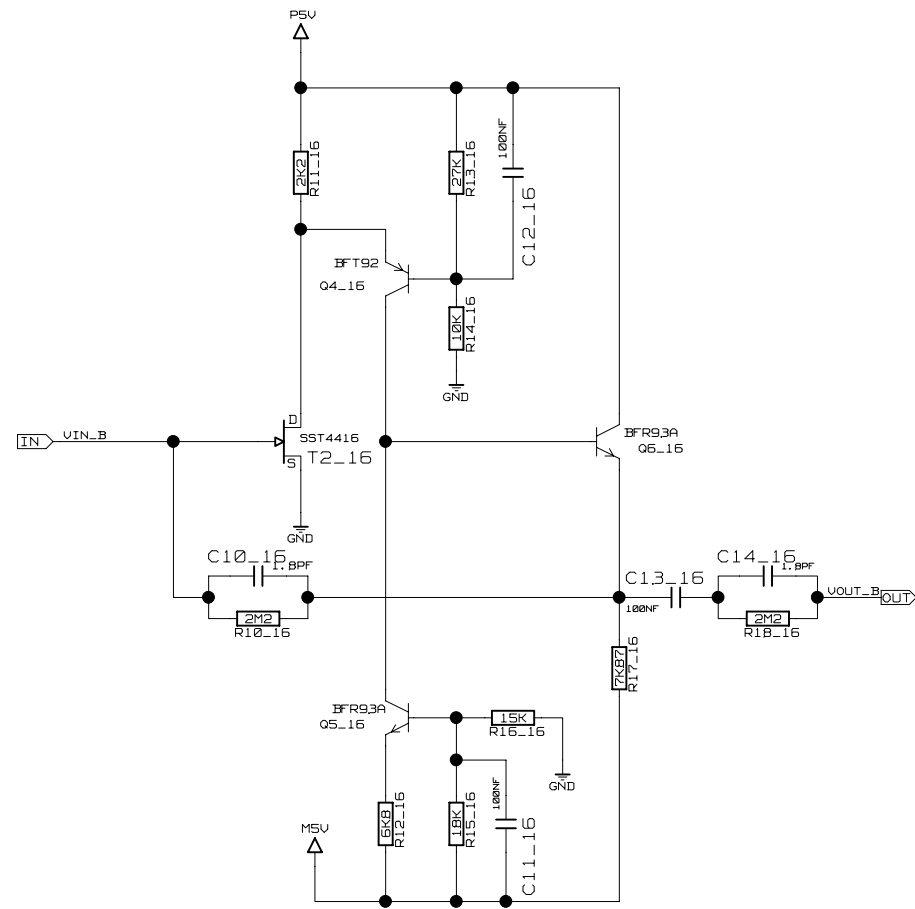 P5V
2K2
R11_16
27K
R13_16
100NF
C12_16
BFT92
Q4_16
10K
R14_16
GND
IN
VIN_B
D
S
SST4416
T2_16
BFR93A
Q6_16
GND
C10_16
1.8PF
2M2
R10_16
C13_16
100NF
C14_16
1.8PF
2M2
R18_16
VOUT_B
OUT
7K87
R17_16
BFR93A
Q5_16
15K
R16_16
GND
M5V
6K8
R12_16
18K
R15_16
100NF
C11_16